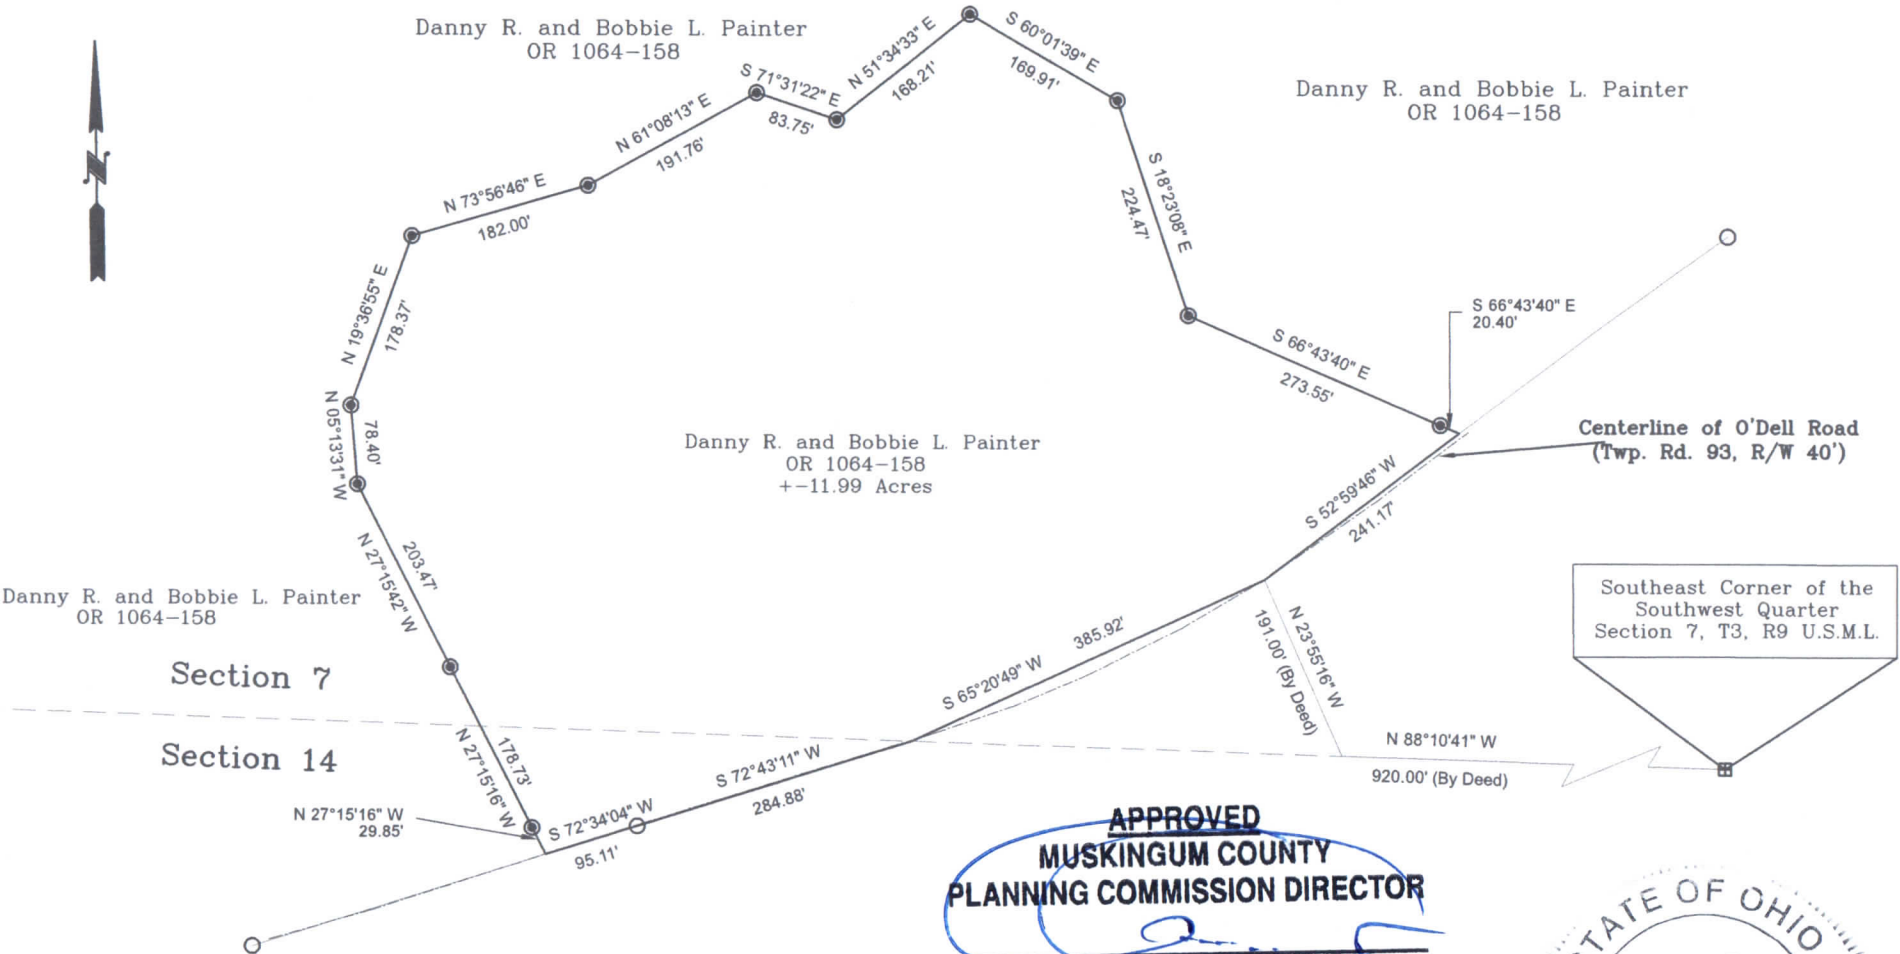 Danny R. and Bobbie L. Painter
OR 1064-158
N
N 51°34'33" E
168.21'
S 60°01'39" E
169.91'
S 71°31'22" E
83.75'
N 61°08'13" E
191.76'
N 73°56'46" E
182.00'
Danny R. and Bobbie L. Painter
OR 1064-158
S 18°23'08" E
224.47'
N 19°36'55" E
178.37'
S 66°43'40" E
20.40'
S 66°43'40" E
273.55'
N 05°13'31" W
78.40'
Danny R. and Bobbie L. Painter
OR 1064-158
+-11.99 Acres
Centerline of O'Dell Road
(Twp. Rd. 93, R/W 40')
S 52°59'46" W
241.17'
203.47'
N 27°15'42" W
Danny R. and Bobbie L. Painter
OR 1064-158
Southeast Corner of the
Southwest Quarter
Section 7, T3, R9 U.S.M.L.
N 23°55'16" W
191.00' (By Deed)
385.92'
S 65°20'49" W
Section 7
Section 14
178.73'
N 27°15'16" W
S 72°43'11" W
284.88'
N 88°10'41" W
920.00' (By Deed)
N 27°15'16" W
29.85'
S 72°34'04" W
95.11'
APPROVED
MUSKINGUM COUNTY
PLANNING COMMISSION DIRECTOR
STATE OF OHIO